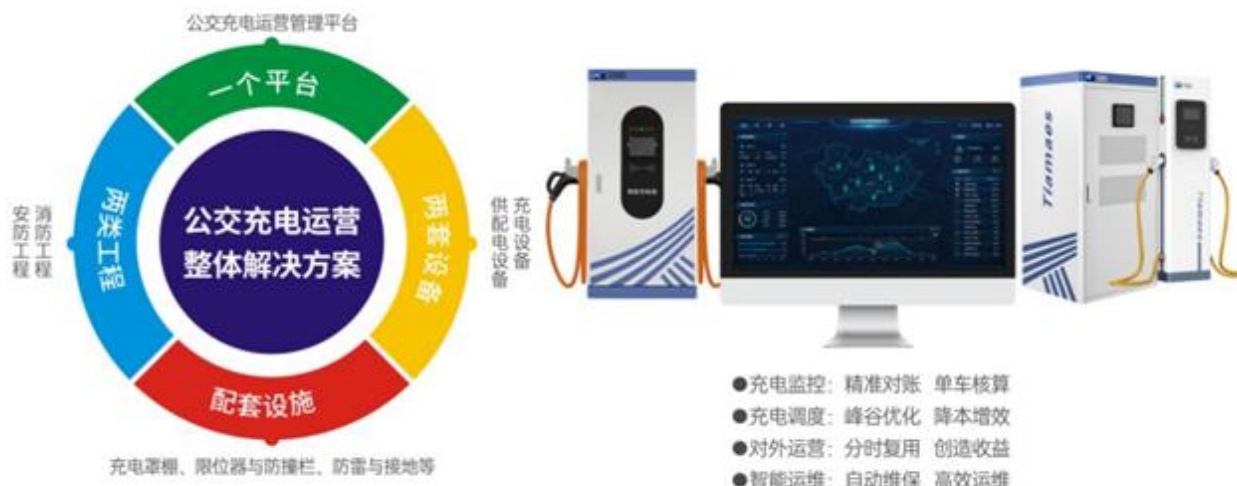 公交充电运营管理平台
一个平台
两类工程
消防工程
安防工程
公交充电运营
整体解决方案
两套设备
充电设备
供配电设备
配套设施
充电罩棚、限位器与防撞栏、防雷与接地等
Tiamaes
●充电监控：精准对账 单车核算
●充电调度：峰谷优化 降本增效
●对外运营：分时复用 创造收益
●智能运维：自动维保 高效运维